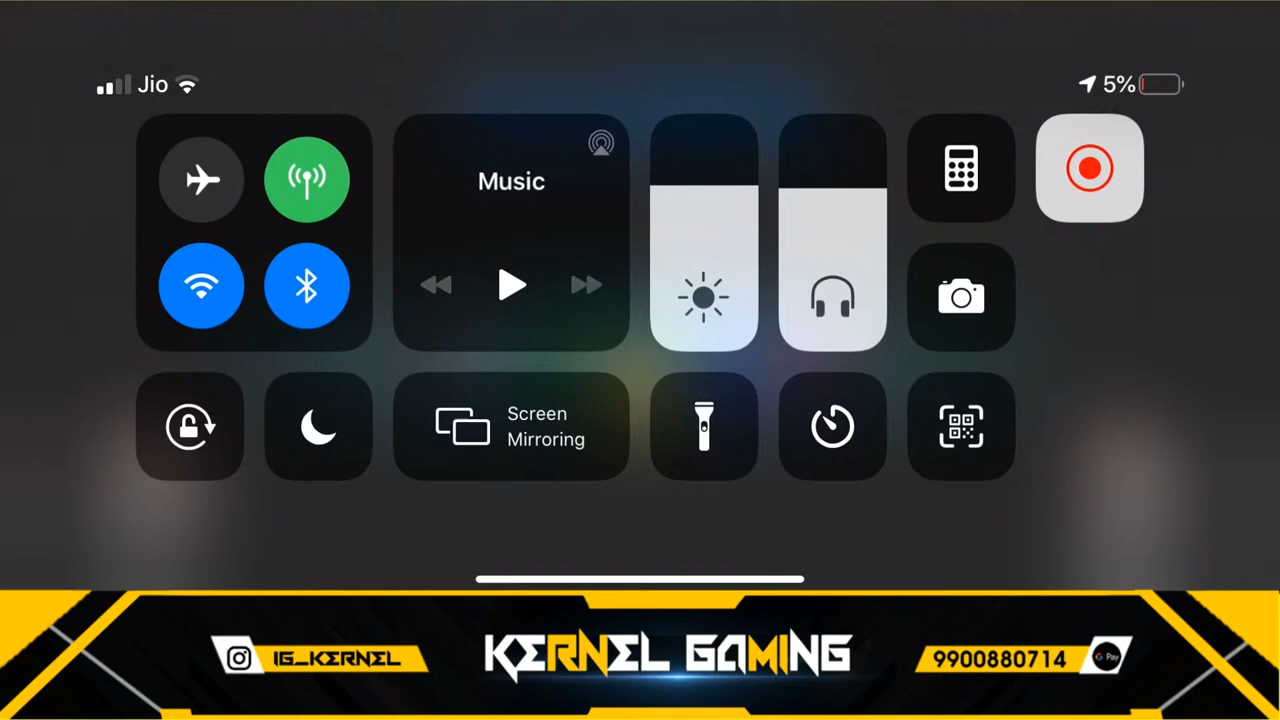 Jio
5%
Music
Screen
Mirroring
IG_KERNEL
KERNEL GAMING
9900880714
G Pay